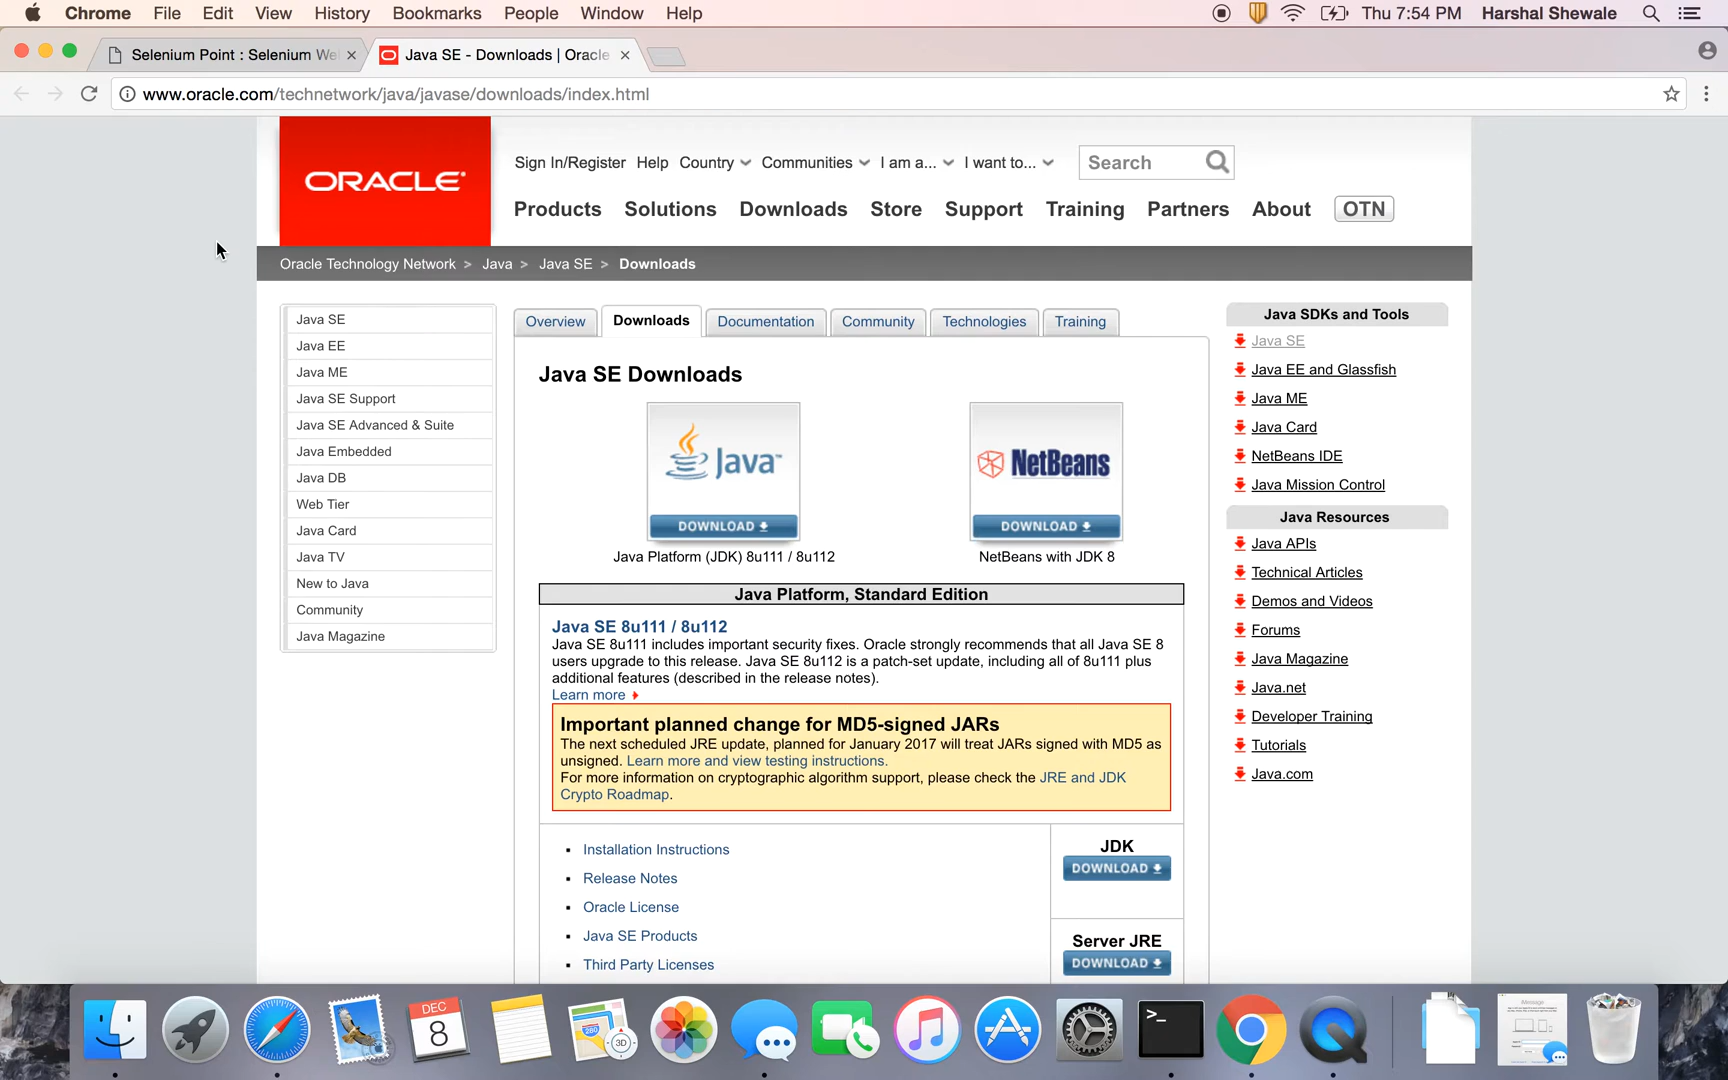 Chrome File Edit View History Bookmarks People Window Help Thu 7:54 PM Harshal Shewale
Selenium Point : Selenium We
Java SE - Downloads | Oracle
www.oracle.com/technetwork/java/javase/downloads/index.html
ORACLE
Sign In/Register Help Country Communities I am a... I want to... Search
Products Solutions Downloads Store Support Training Partners About OTN
Oracle Technology Network > Java > Java SE > Downloads
Java SE
Java EE
Java ME
Java SE Support
Java SE Advanced & Suite
Java Embedded
Java DB
Web Tier
Java Card
Java TV
New to Java
Community
Java Magazine
Overview Downloads Documentation Community Technologies Training
Java SE Downloads
Java™
DOWNLOAD
Java Platform (JDK) 8u111 / 8u112
NetBeans
DOWNLOAD
NetBeans with JDK 8
Java Platform, Standard Edition
Java SE 8u111 / 8u112
Java SE 8u111 includes important security fixes. Oracle strongly recommends that all Java SE 8
users upgrade to this release. Java SE 8u112 is a patch-set update, including all of 8u111 plus
additional features (described in the release notes).
Learn more
Important planned change for MD5-signed JARs
The next scheduled JRE update, planned for January 2017 will treat JARs signed with MD5 as
unsigned. Learn more and view testing instructions.
For more information on cryptographic algorithm support, please check the JRE and JDK
Crypto Roadmap.
Installation Instructions
Release Notes
Oracle License
Java SE Products
Third Party Licenses
JDK
DOWNLOAD
Server JRE
DOWNLOAD
Java SDKs and Tools
Java SE
Java EE and Glassfish
Java ME
Java Card
NetBeans IDE
Java Mission Control
Java Resources
Java APIs
Technical Articles
Demos and Videos
Forums
Java Magazine
Java.net
Developer Training
Tutorials
Java.com
DEC
8
280
3D
>_